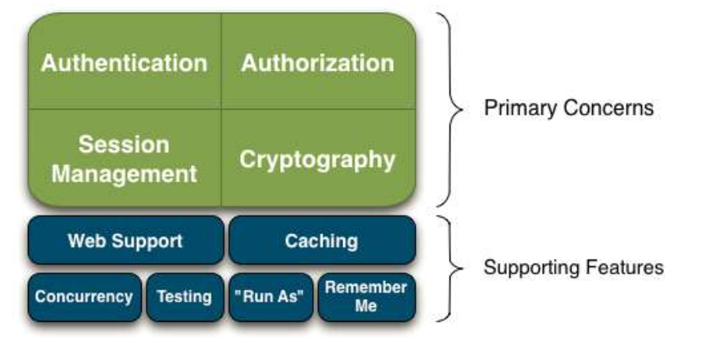 Authentication
Authorization
Primary Concerns
Session
Management
Cryptography
Web Support
Caching
Supporting Features
Concurrency
Testing
"Run As"
Remember
Me